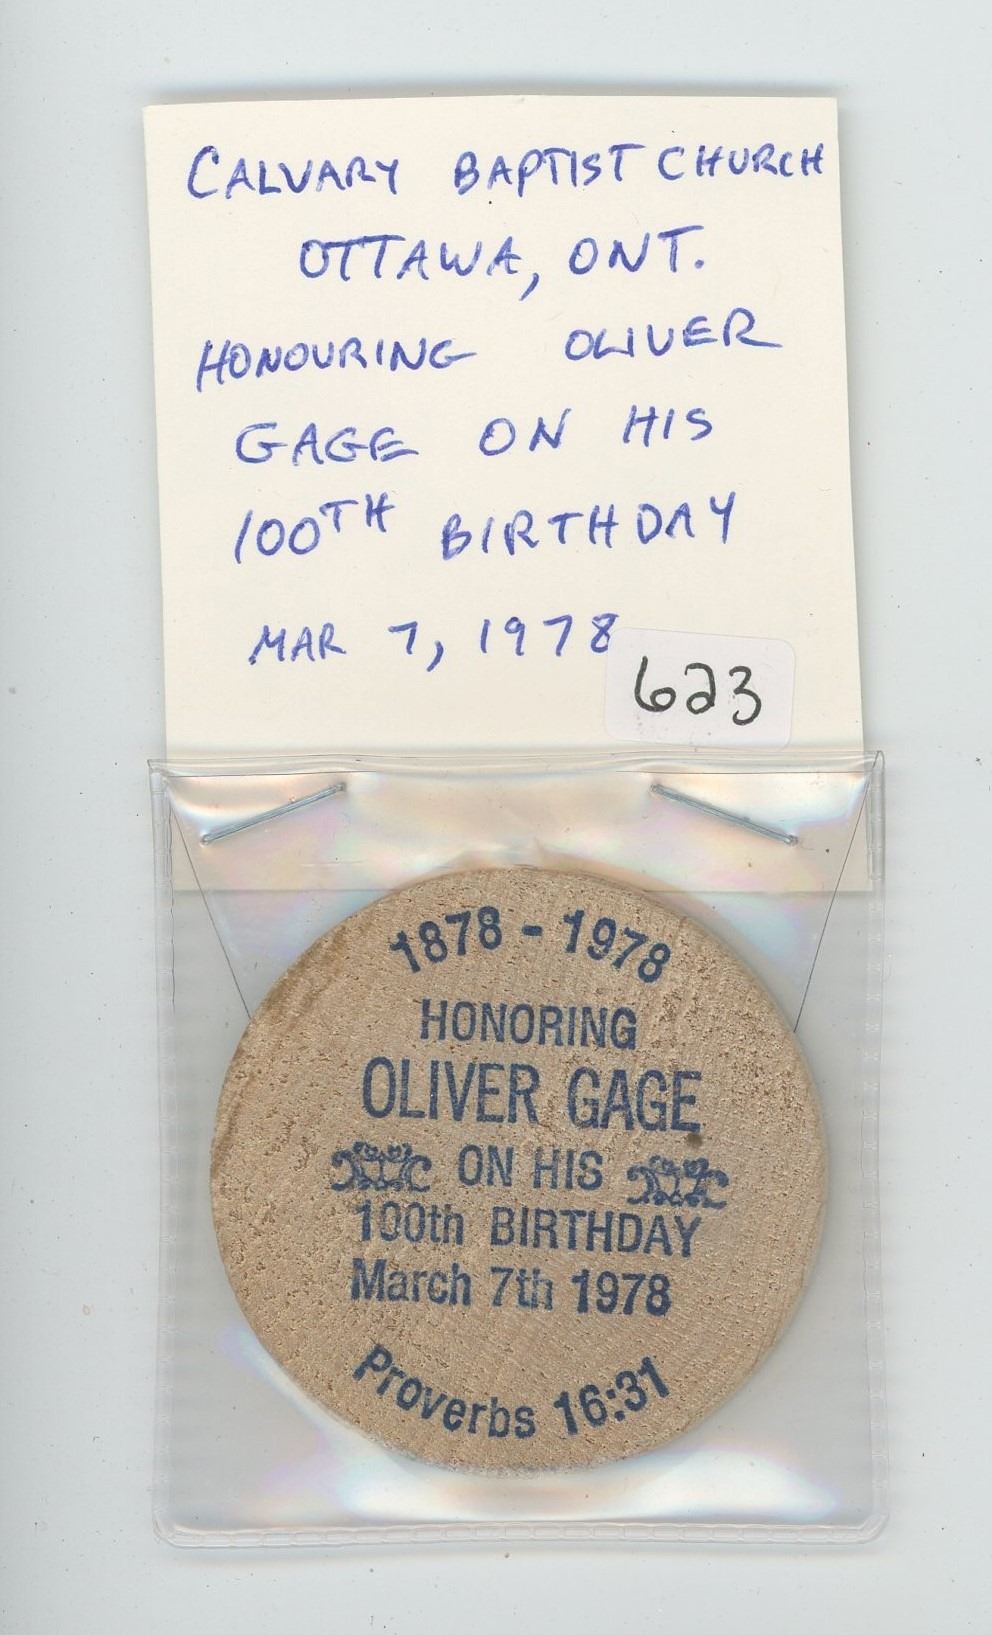 CALVARY BAPTIST CHURCH
OTTAWA, ONT.
HONOURING OLIVER
GAGE ON HIS
100TH BIRTHDAY
MAR 7, 1978
623
1878 - 1978
HONORING
OLIVER GAGE
ON HIS
100th BIRTHDAY
March 7th 1978
Proverbs 16:31